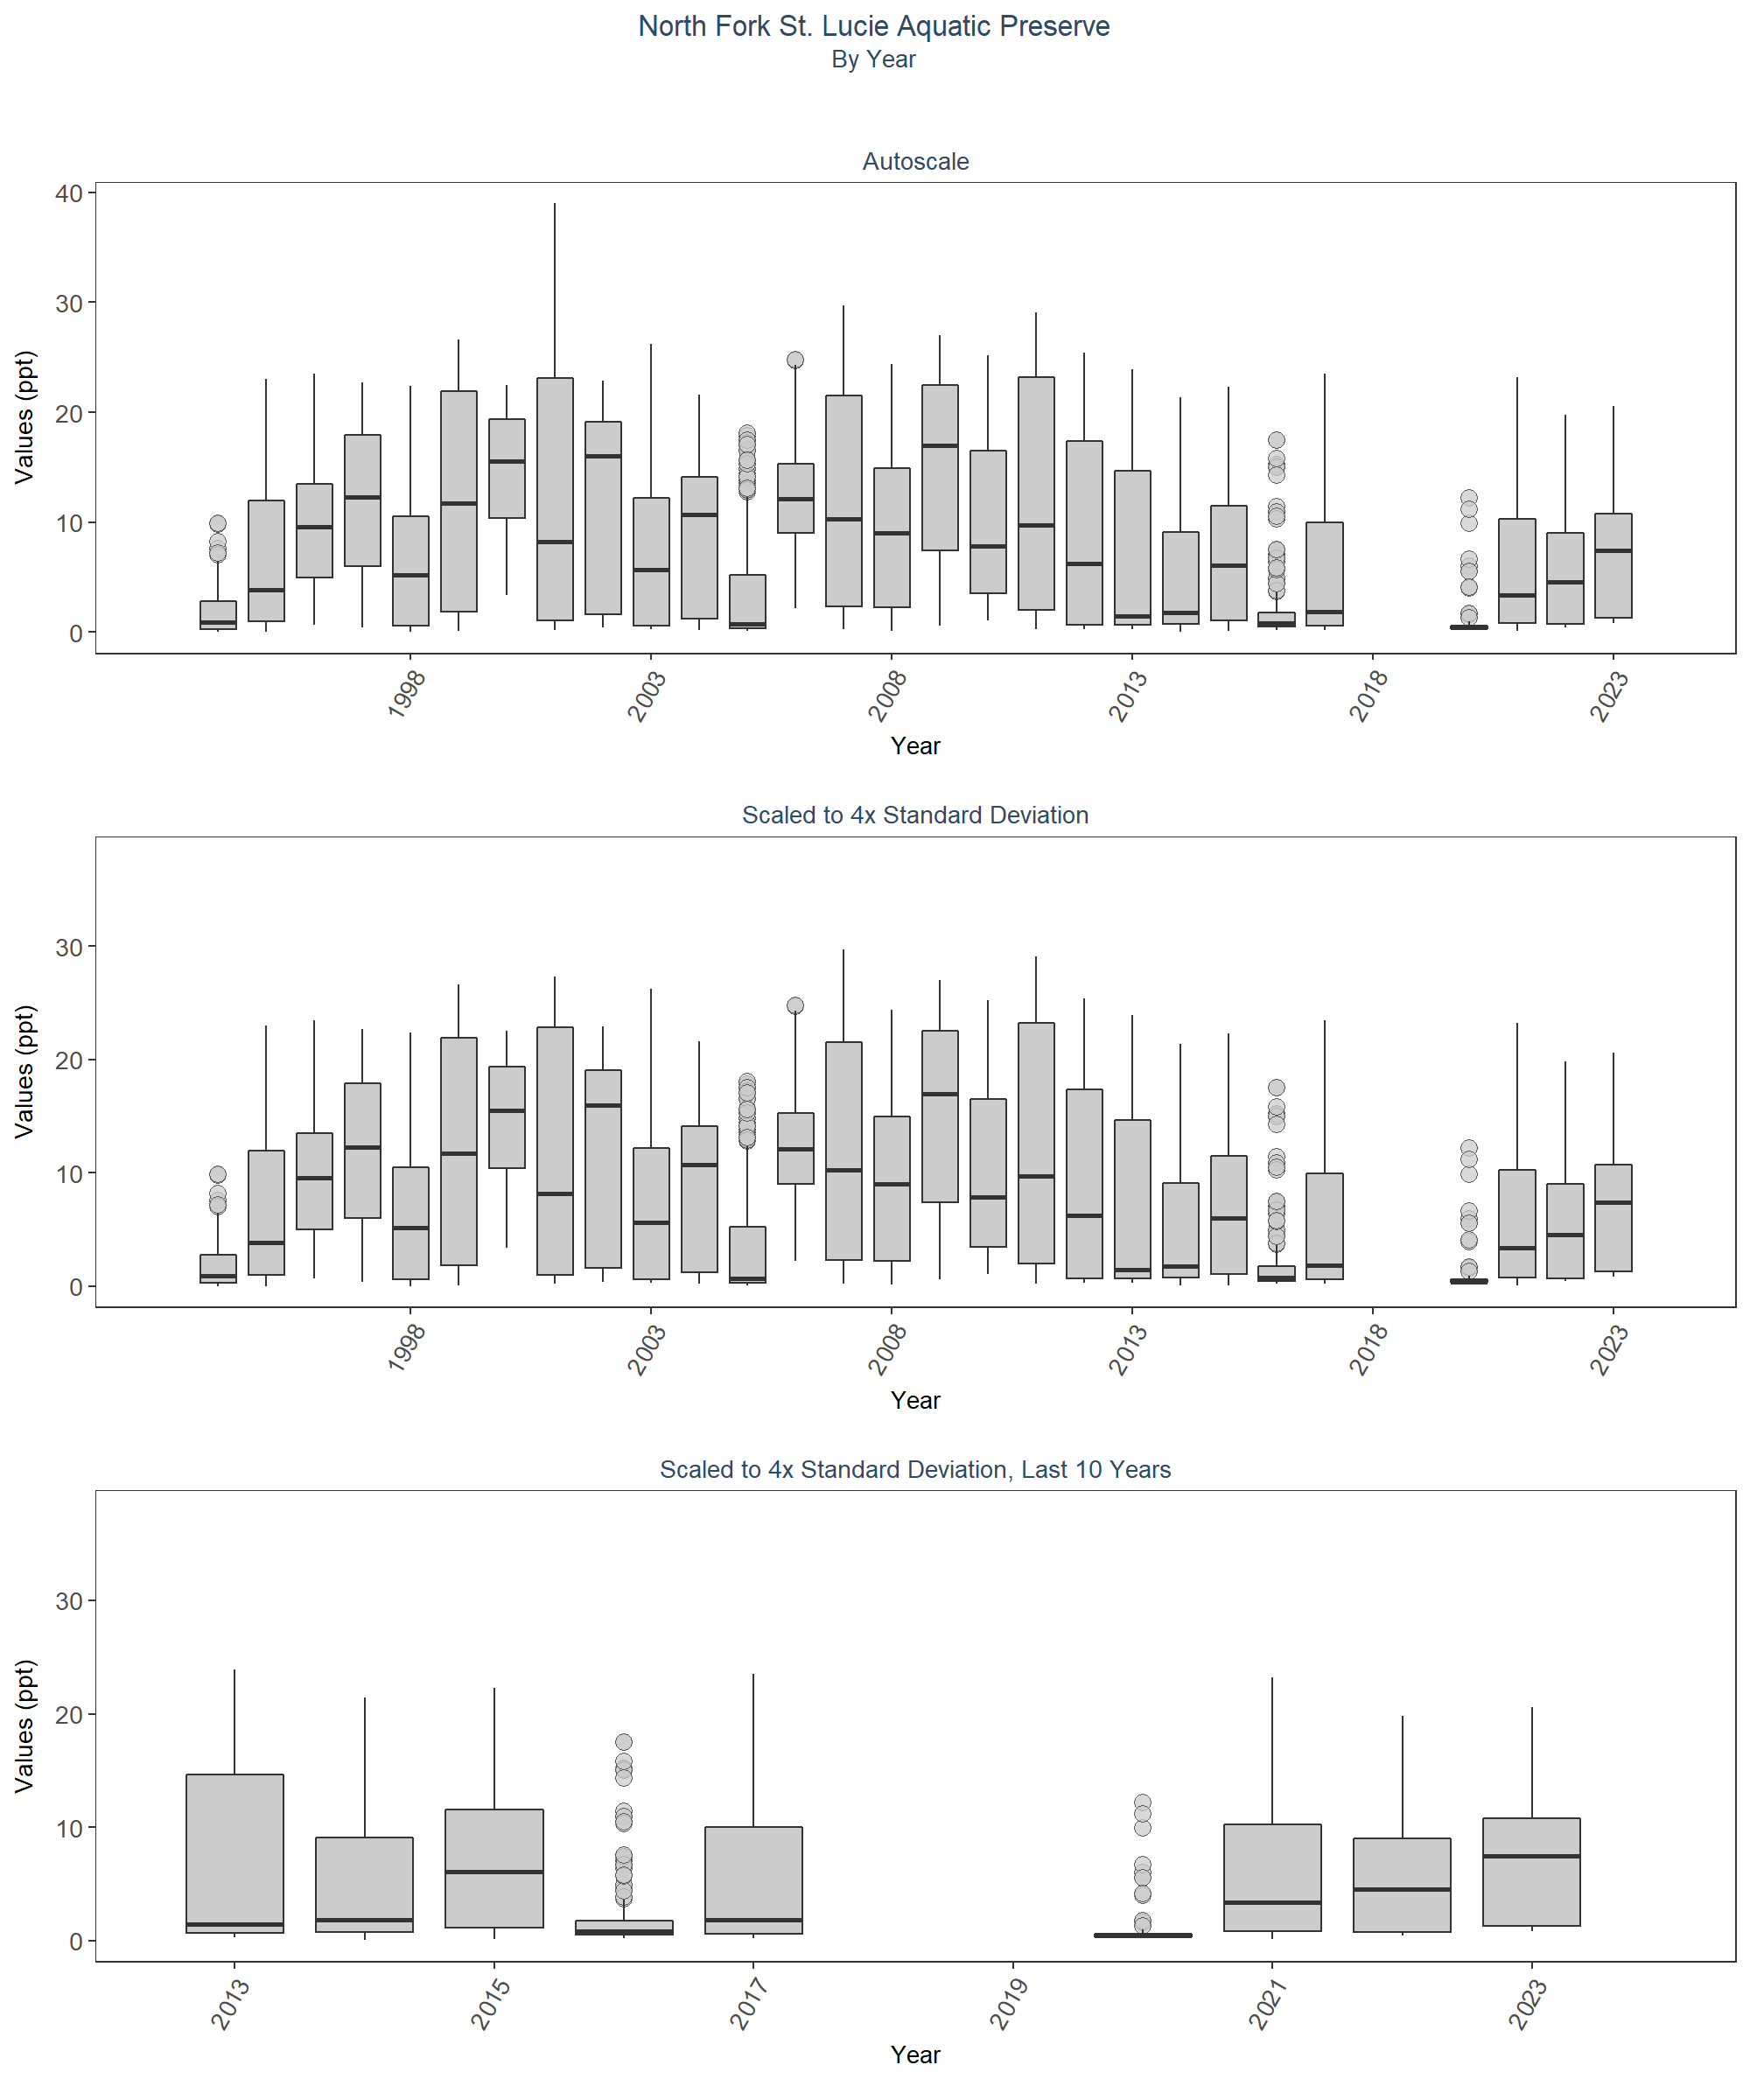 North Fork St. Lucie Aquatic Preserve
By Year
Autoscale
Values (ppt)
40
30
20
10
0
1998 2003 2008 2013 2018 2023
Year
Scaled to 4x Standard Deviation
Values (ppt)
30
20
10
0
1998 2003 2008 2013 2018 2023
Year
Scaled to 4x Standard Deviation, Last 10 Years
Values (ppt)
30
20
10
0
2013 2015 2017 2019 2021 2023
Year